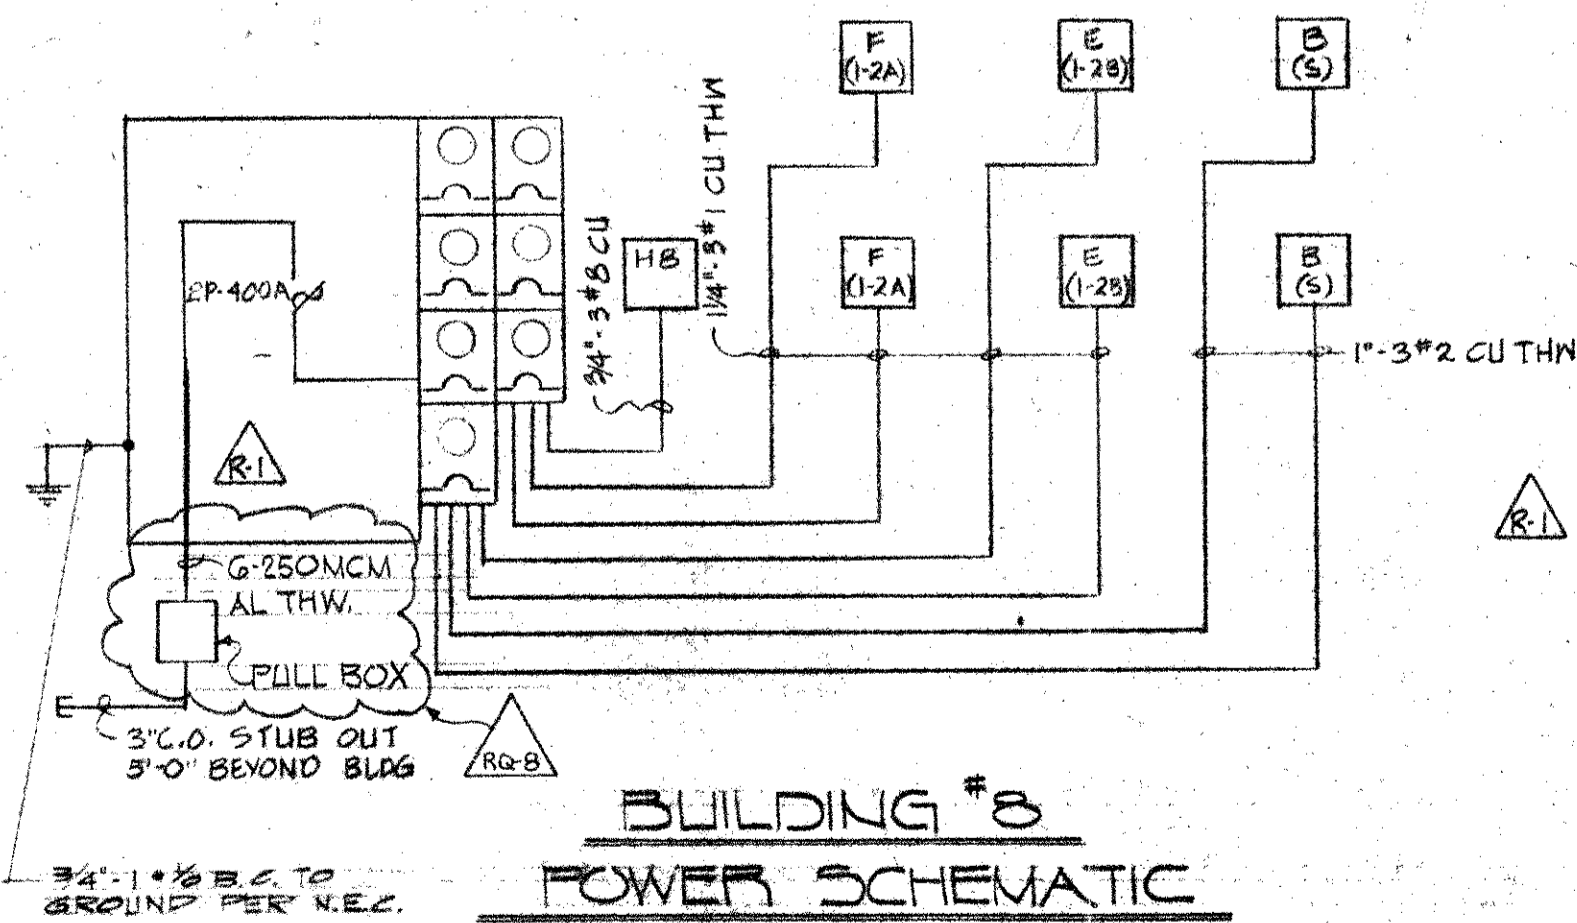 F
(1-2A)
E
(1-2B)
B
(S)
3/4"-3#8 CU
HB
1 1/4"-3#1 CU THW
F
(1-2A)
E
(1-2B)
B
(S)
2P-400A
1"-3#2 CU THW
R-1
R-1
6-250MCM
AL THW.
PULL BOX
3"C.O. STUB OUT
5'-0" BEYOND BLDG
RQ-8
BUILDING #8
POWER SCHEMATIC
3/4"-1 # 1/0 B.C. TO
GROUND PER N.E.C.